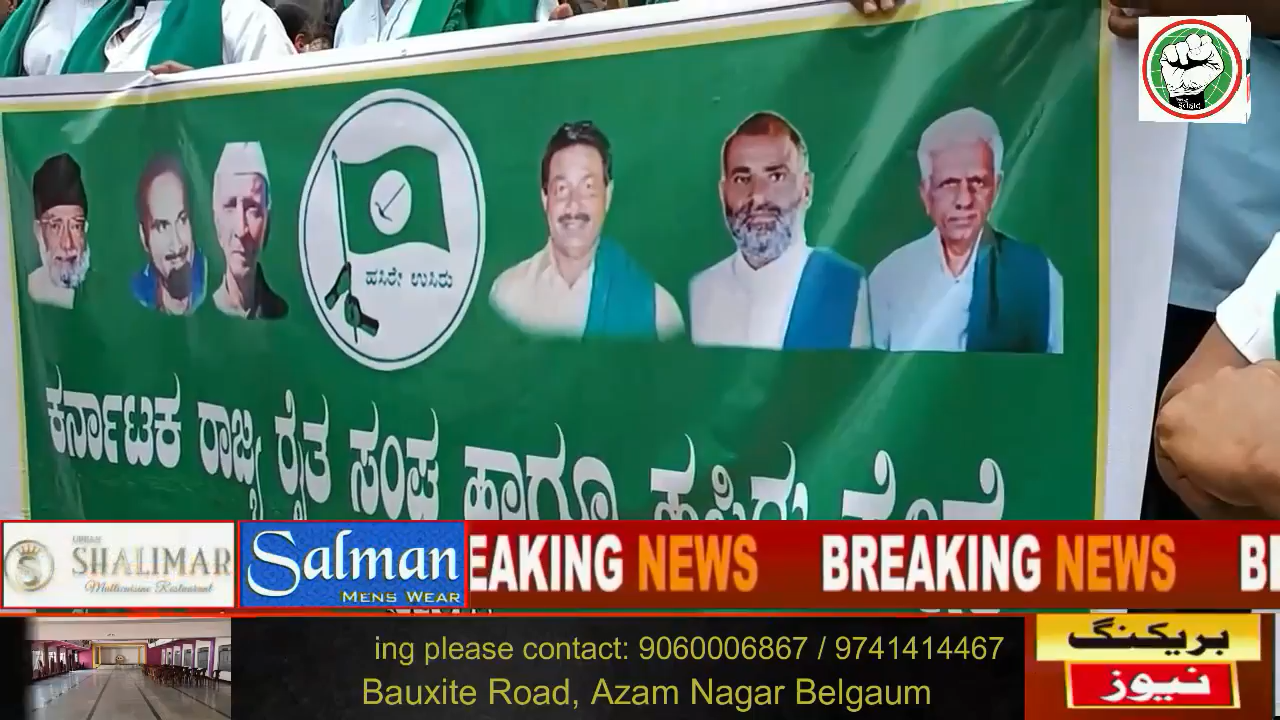 ಹಸಿರೇ ಉಸಿರು
ಕರ್ನಾಟಕ ರಾಜ್ಯ ರೈತ ಸಂಘ ಹಾಗೂ ಹಸಿರು ಸೇನೆ
SHALIMAR
Multicuisine Restaurant
Salman
MENS WEAR
EAKING NEWS BREAKING NEWS B
ing please contact: 9060006867 / 9741414467
Bauxite Road, Azam Nagar Belgaum
بریکنگ
نیوز